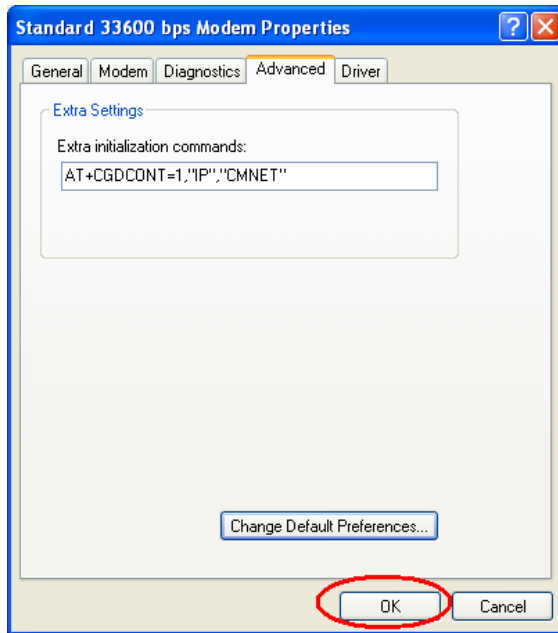 Standard 33600 bps Modem Properties
General Modem Diagnostics Advanced Driver
Extra Settings
Extra initialization commands:
AT+CGDCONT=1,"IP","CMNET"
Change Default Preferences...
OK Cancel